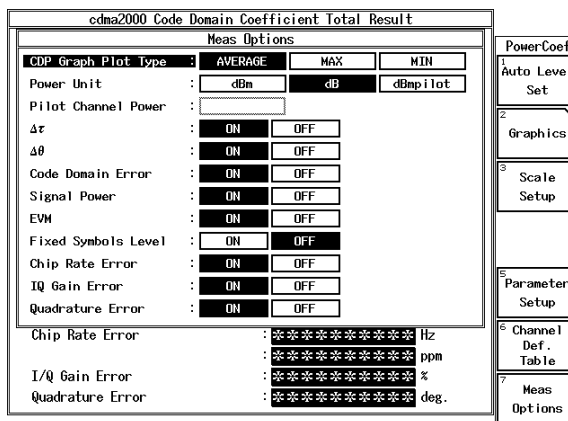 cdma2000 Code Domain Coefficient Total Result
Meas Options
CDP Graph Plot Type : AVERAGE MAX MIN
Power Unit : dBm dB dBmpilot
Pilot Channel Power :
Δτ : ON OFF
Δθ : ON OFF
Code Domain Error : ON OFF
Signal Power : ON OFF
EVM : ON OFF
Fixed Symbols Level : ON OFF
Chip Rate Error : ON OFF
IQ Gain Error : ON OFF
Quadrature Error : ON OFF
Chip Rate Error : ********** Hz
: ********** ppm
I/Q Gain Error : ********** %
Quadrature Error : ********** deg.
PowerCoef
1
Auto Leve
Set
2
Graphics
3
Scale
Setup
5
Parameter
Setup
6 Channel
Def.
Table
7
Meas
Options